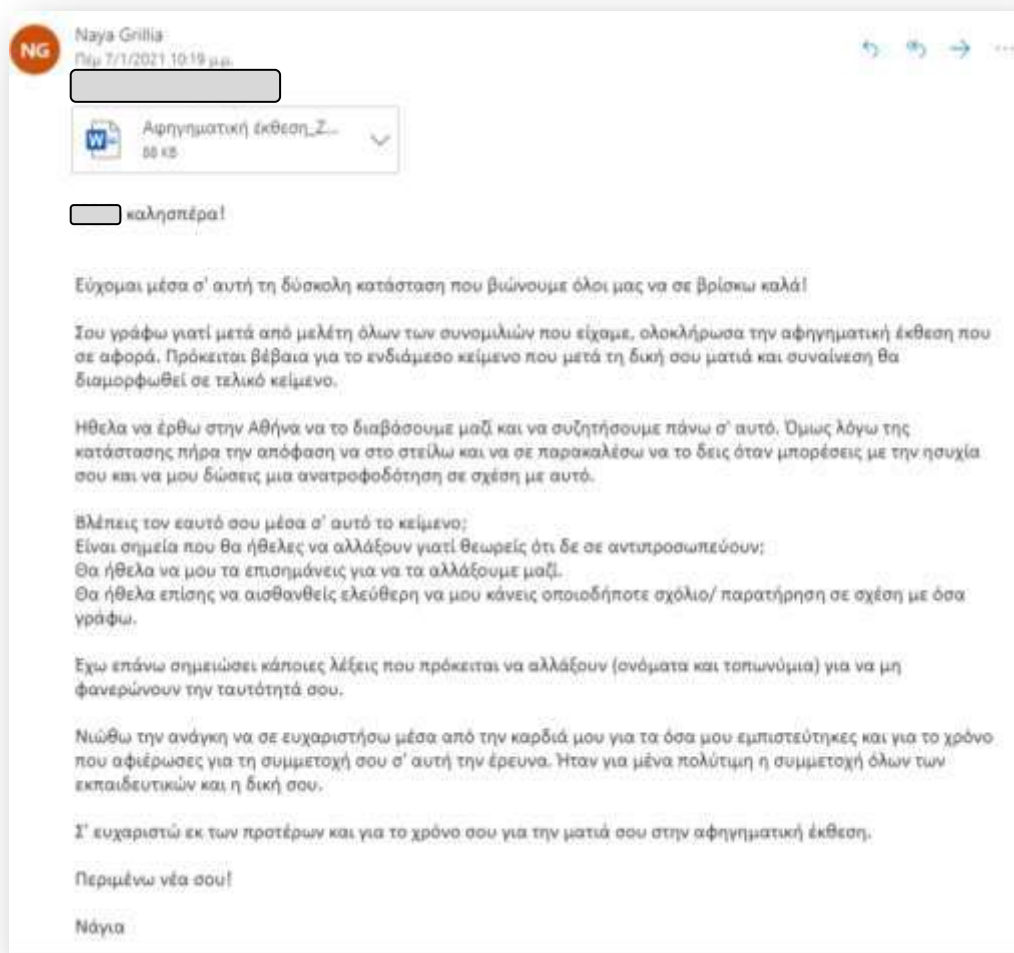 NG
Naya Grillia
Πέμ 7/1/2021 10:19 μ.μ.
Αφηγηματική έκθεση_Ζ...
88 KB
καλησπέρα!
Εύχομαι μέσα σ' αυτή τη δύσκολη κατάσταση που βιώνουμε όλοι μας να σε βρίσκω καλά!
Σου γράφω γιατί μετά από μελέτη όλων των συνομιλιών που είχαμε, ολοκλήρωσα την αφηγηματική έκθεση που
σε αφορά. Πρόκειται βέβαια για το ενδιάμεσο κείμενο που μετά τη δική σου ματιά και συναίνεση θα
διαμορφωθεί σε τελικό κείμενο.
Ήθελα να έρθω στην Αθήνα να το διαβάσουμε μαζί και να συζητήσουμε πάνω σ' αυτό. Όμως λόγω της
κατάστασης πήρα την απόφαση να στο στείλω και να σε παρακαλέσω να το δεις όταν μπορέσεις με την ησυχία
σου και να μου δώσεις μια ανατροφοδότηση σε σχέση με αυτό.
Βλέπεις τον εαυτό σου μέσα σ' αυτό το κείμενο;
Είναι σημεία που θα ήθελες να αλλάξουν γιατί θεωρείς ότι δε σε αντιπροσωπεύουν;
Θα ήθελα να μου τα επισημάνεις για να τα αλλάξουμε μαζί.
Θα ήθελα επίσης να αισθανθείς ελεύθερη να μου κάνεις οποιοδήποτε σχόλιο/ παρατήρηση σε σχέση με όσα
γράφω.
Έχω επάνω σημειώσει κάποιες λέξεις που πρόκειται να αλλάξουν (ονόματα και τοπωνύμια) για να μη
φανερώνουν την ταυτότητά σου.
Νιώθω την ανάγκη να σε ευχαριστήσω μέσα από την καρδιά μου για τα όσα μου εμπιστεύτηκες και για το χρόνο
που αφιέρωσες για τη συμμετοχή σου σ' αυτή την έρευνα. Ήταν για μένα πολύτιμη η συμμετοχή όλων των
εκπαιδευτικών και η δική σου.
Σ' ευχαριστώ εκ των προτέρων και για το χρόνο σου για την ματιά σου στην αφηγηματική έκθεση.
Περιμένω νέα σου!
Νάγια